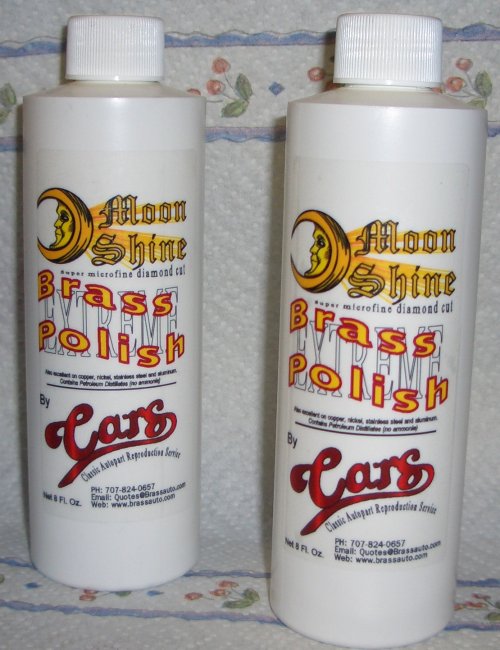 Moon
Shine
super microfine diamond cut
Brass
EXTREME
Polish
Also excellent on copper, nickel, stainless steel and aluminum.
Contains Petroleum Distillates (no ammonia)
By
Cars
Classic Autopart Reproduction Service
PH: 707-824-0657
Net 8 Fl. Oz.
Email: Quotes@Brassauto.com
Web: www.brassauto.com
Moon
Shine
super microfine diamond cut
Brass
EXTREME
Polish
Also excellent on copper, nickel, stainless steel and aluminum.
Contains Petroleum Distillates (no ammonia)
By
Cars
Classic Autopart Reproduction Service
PH: 707-824-0657
Net 8 Fl. Oz.
Email: Quotes@Brassauto.com
Web: www.brassauto.com